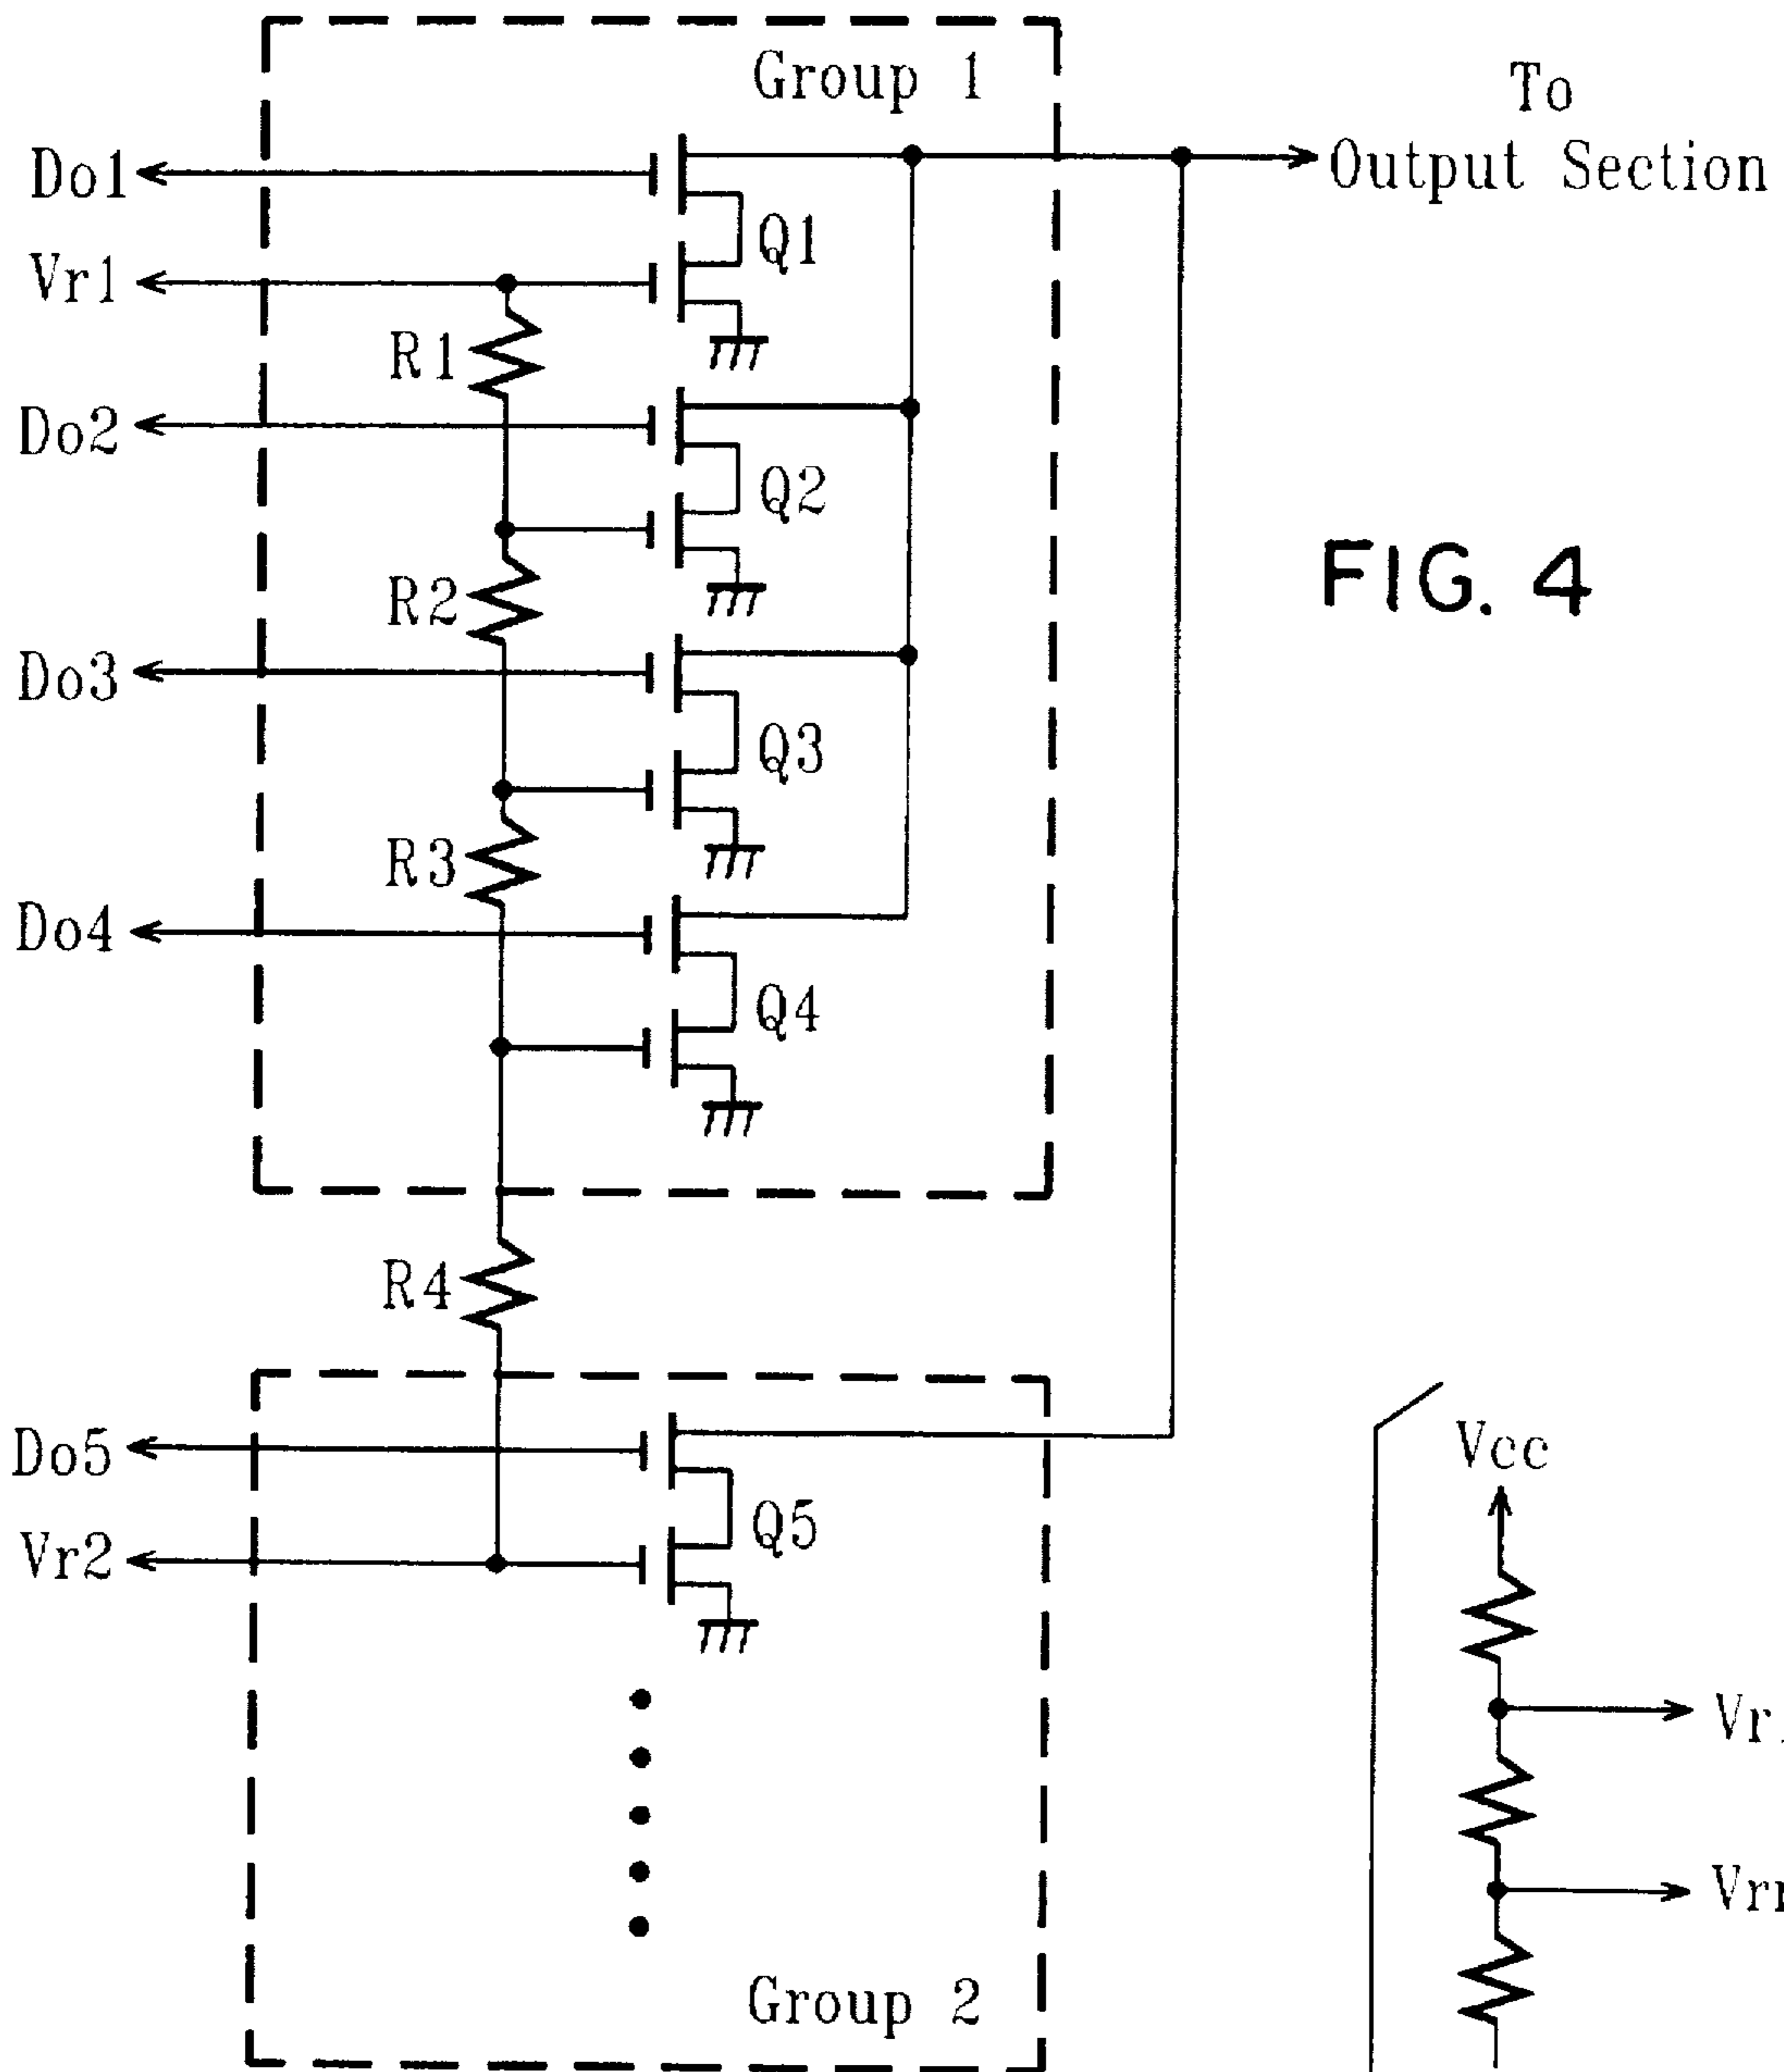 Group 1
To
Output Section
Do1
Q1
Vr1
R1
Do2
Q2
FIG. 4
R2
Do3
Q3
R3
Do4
Q4
R4
Do5
Vcc
Q5
Vr2
Group 2